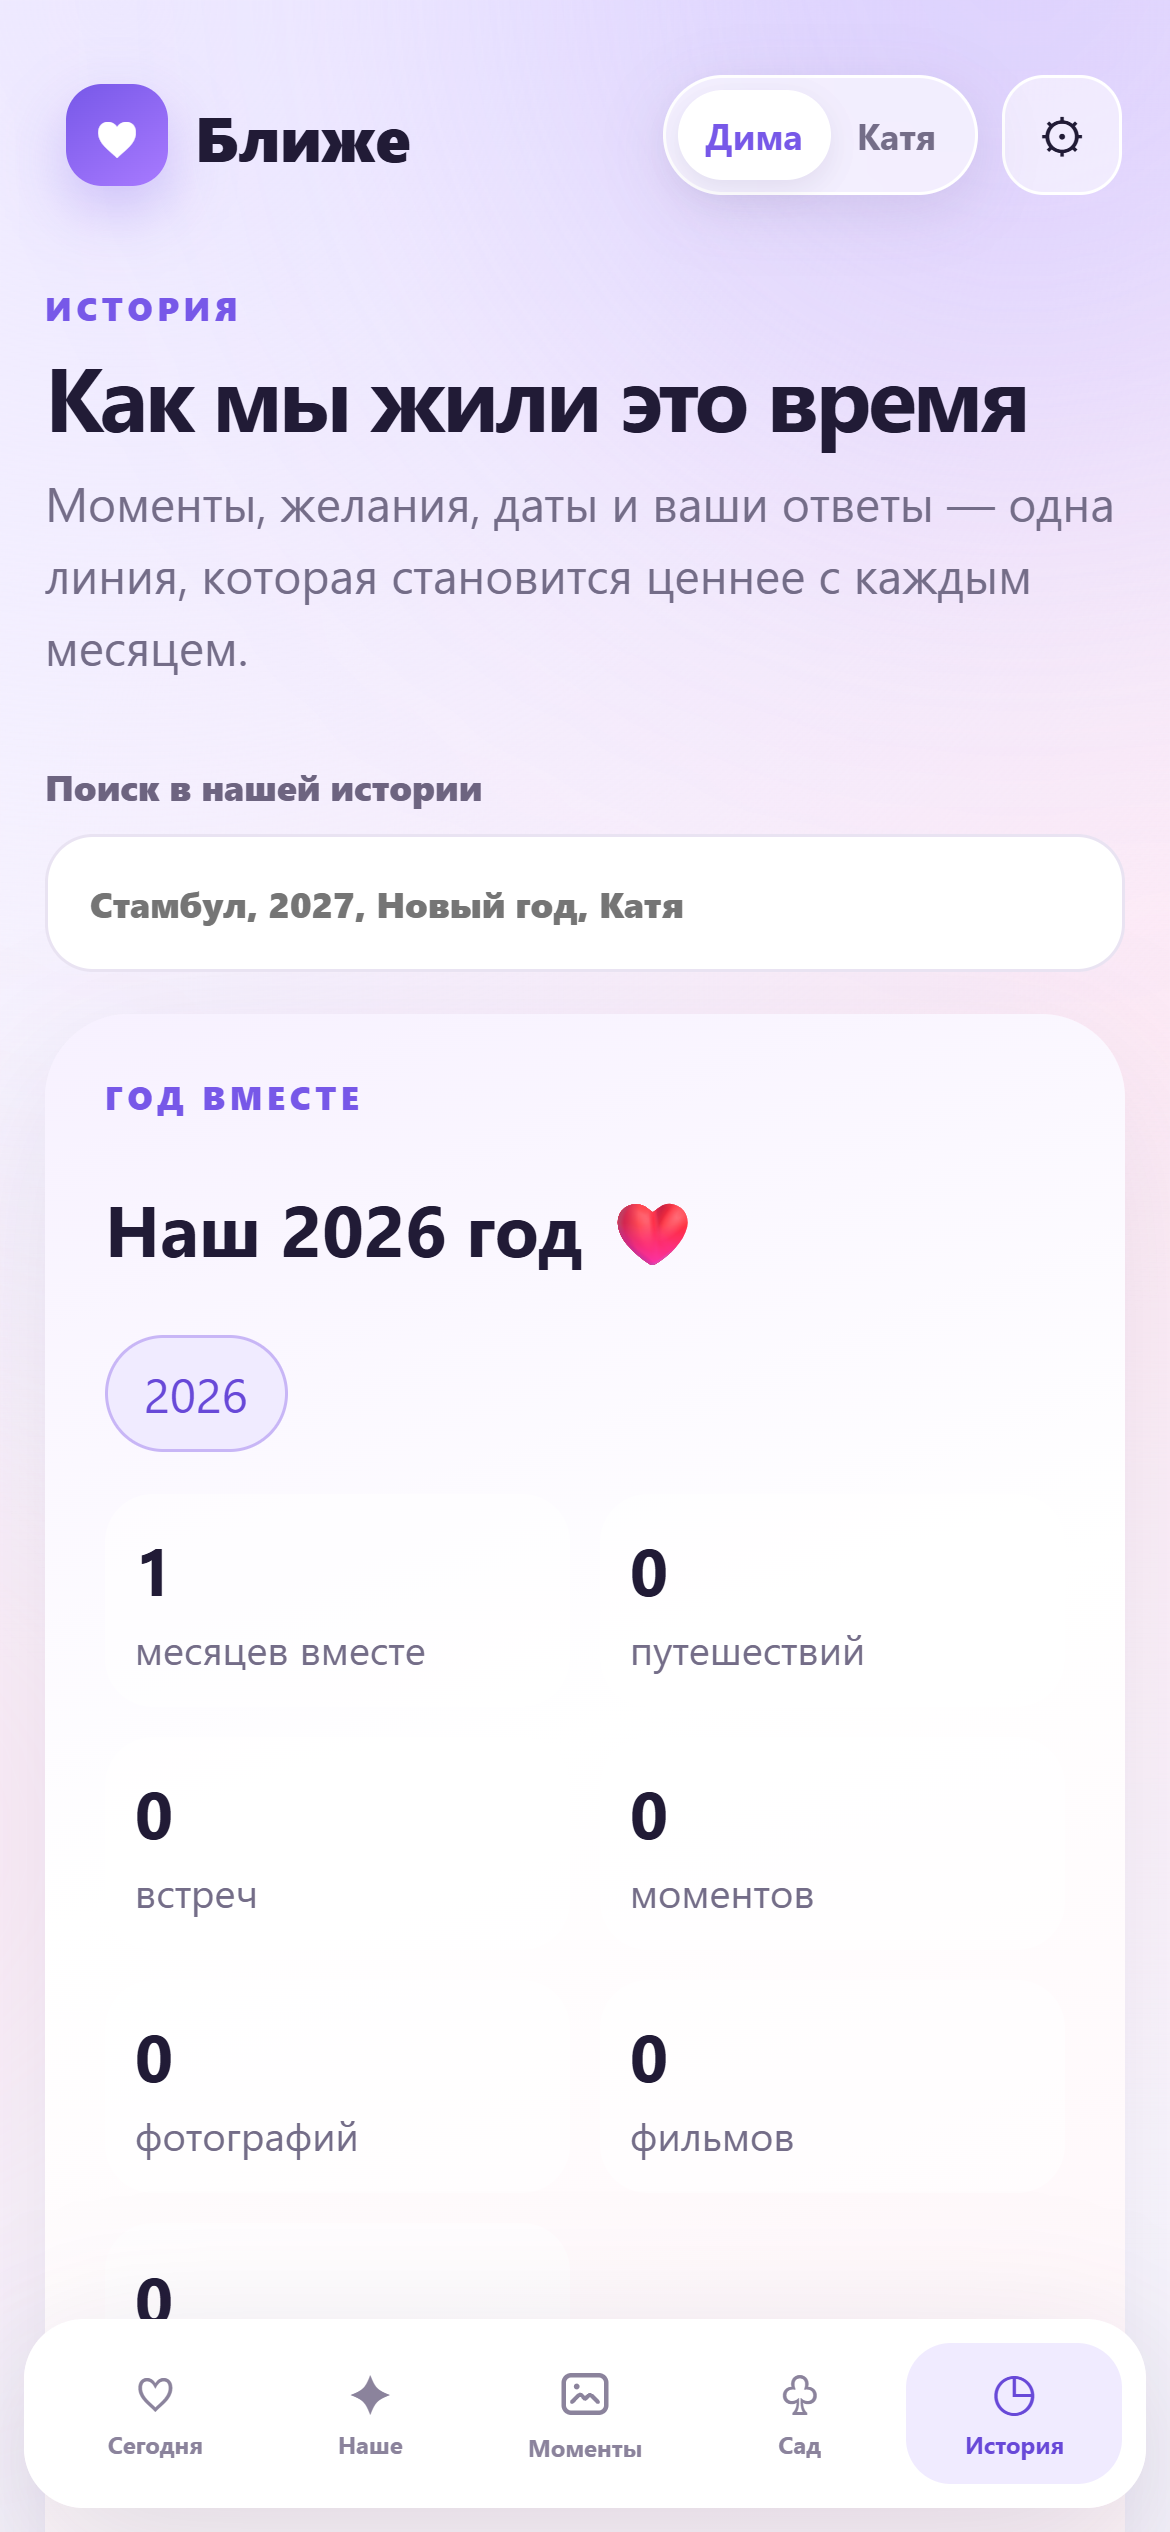 Ближе
Дима
Катя
ИСТОРИЯ
Как мы жили это время
Моменты, желания, даты и ваши ответы — одна
линия, которая становится ценнее с каждым
месяцем.
Поиск в нашей истории
Стамбул, 2027, Новый год, Катя
ГОД ВМЕСТЕ
Наш 2026 год ❤️
2026
1
месяцев вместе
0
путешествий
0
встреч
0
моментов
0
фотографий
0
фильмов
0
Сегодня
Наше
Моменты
Сад
История